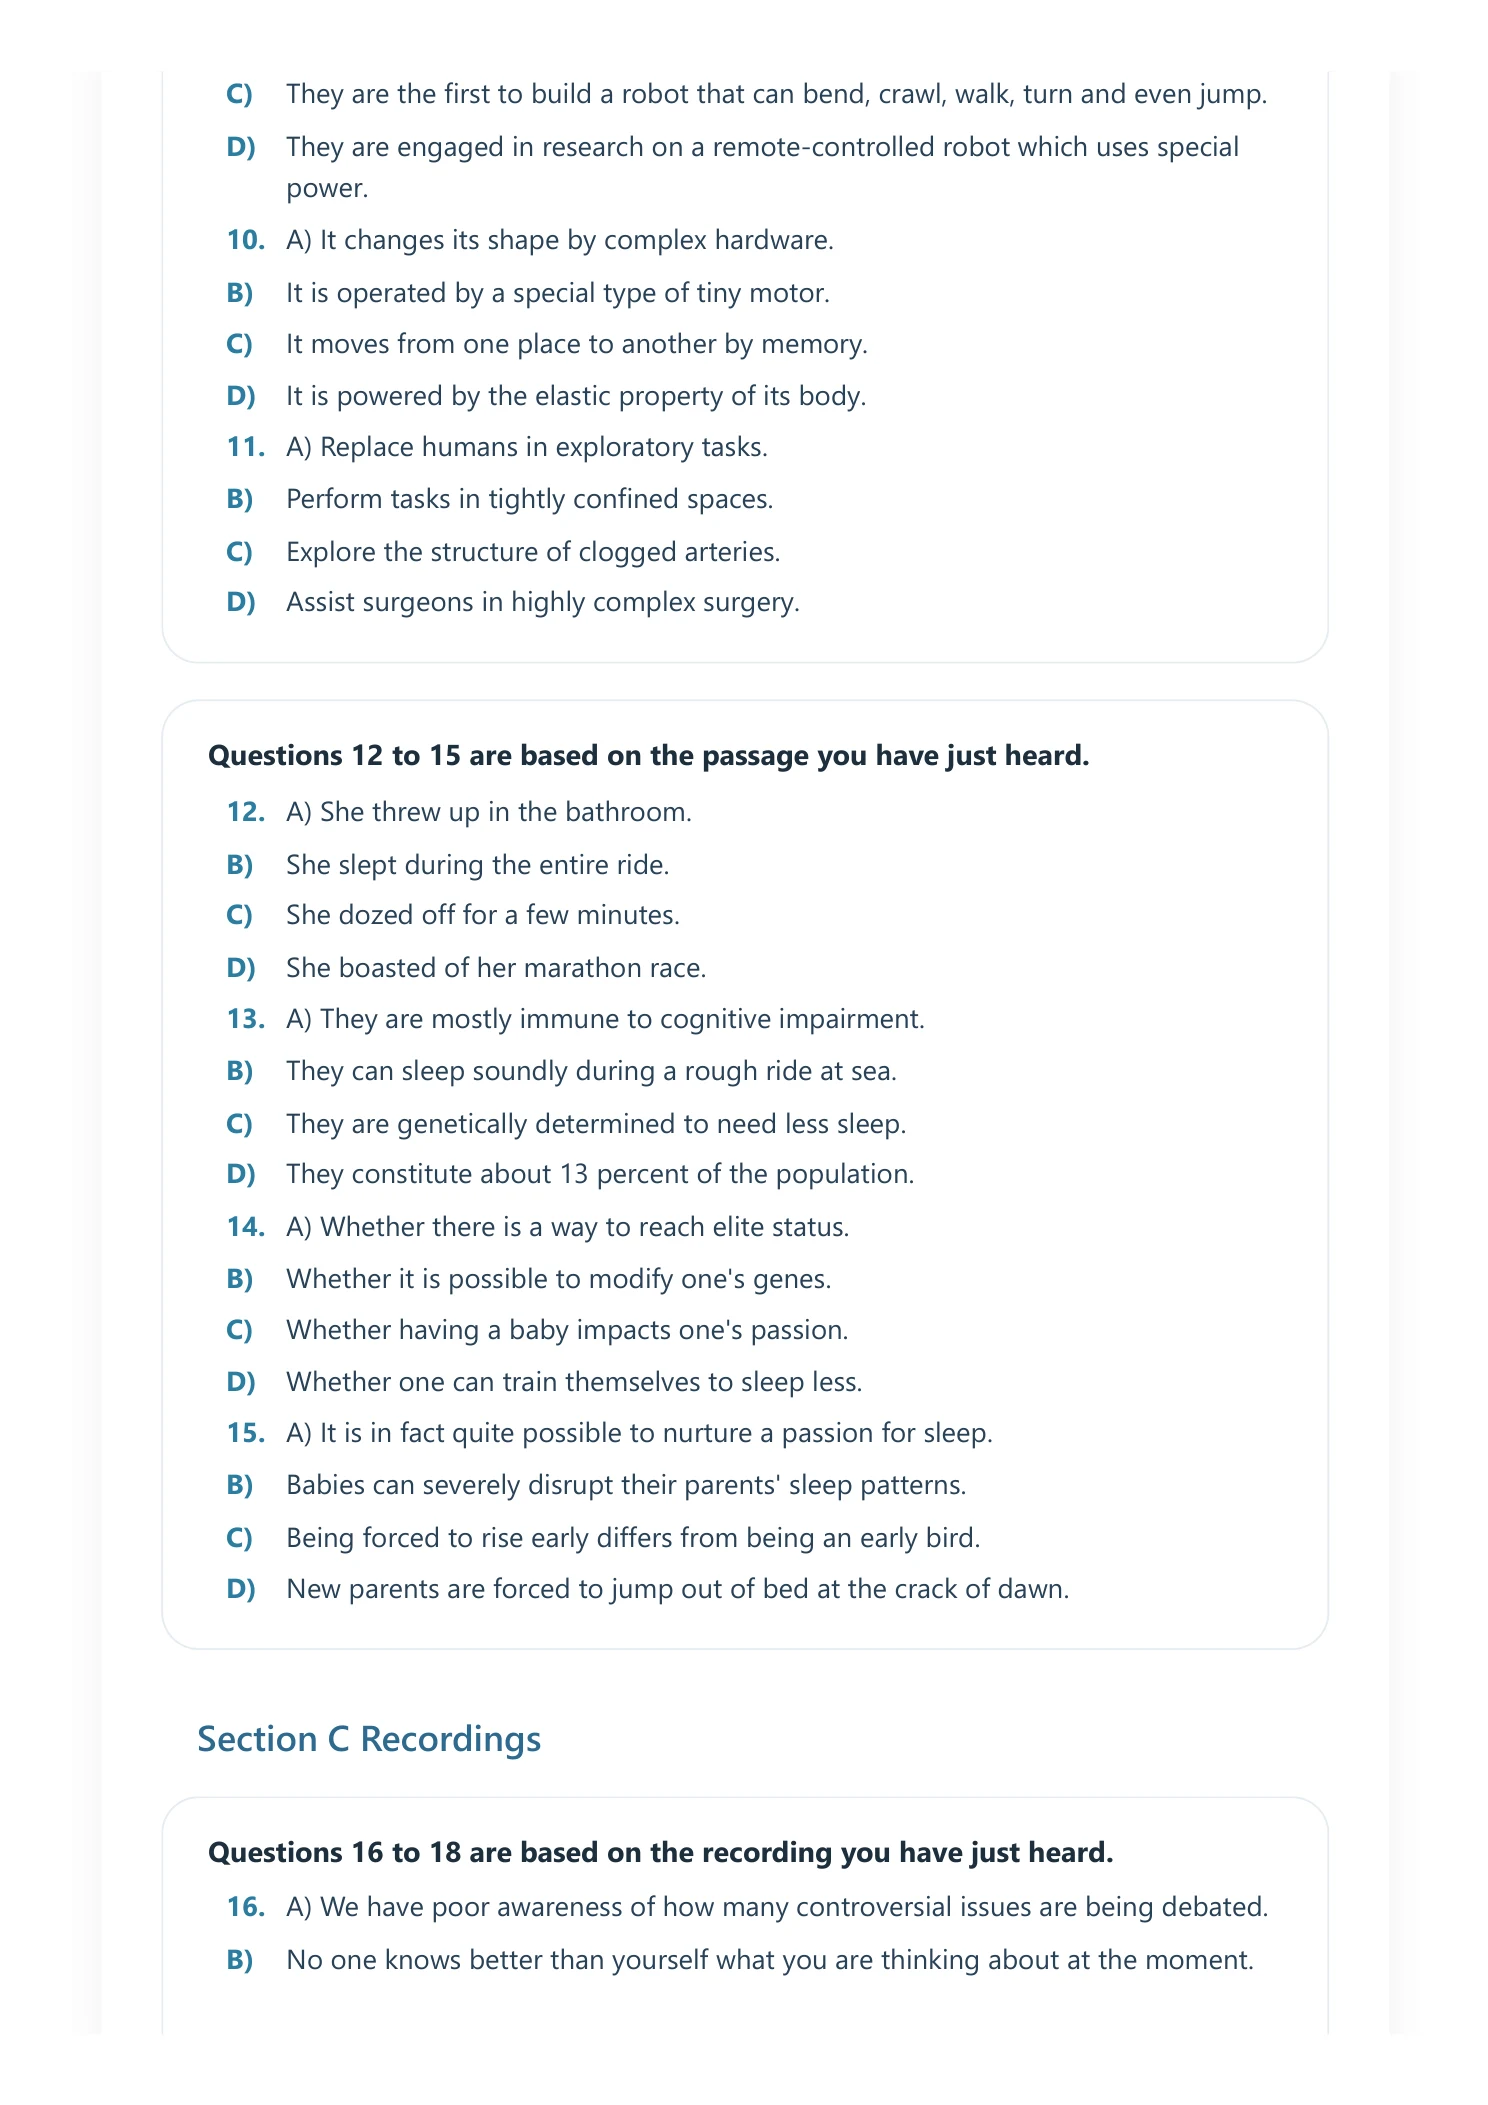 C) They are the first to build a robot that can bend, crawl, walk, turn and even jump.
D) They are engaged in research on a remote-controlled robot which uses special
power.
10. A) It changes its shape by complex hardware.
B) It is operated by a special type of tiny motor.
C) It moves from one place to another by memory.
D) It is powered by the elastic property of its body.
11. A) Replace humans in exploratory tasks.
B) Perform tasks in tightly confined spaces.
C) Explore the structure of clogged arteries.
D) Assist surgeons in highly complex surgery.
Questions 12 to 15 are based on the passage you have just heard.
12. A) She threw up in the bathroom.
B) She slept during the entire ride.
C) She dozed off for a few minutes.
D) She boasted of her marathon race.
13. A) They are mostly immune to cognitive impairment.
B) They can sleep soundly during a rough ride at sea.
C) They are genetically determined to need less sleep.
D) They constitute about 13 percent of the population.
14. A) Whether there is a way to reach elite status.
B) Whether it is possible to modify one's genes.
C) Whether having a baby impacts one's passion.
D) Whether one can train themselves to sleep less.
15. A) It is in fact quite possible to nurture a passion for sleep.
B) Babies can severely disrupt their parents' sleep patterns.
C) Being forced to rise early differs from being an early bird.
D) New parents are forced to jump out of bed at the crack of dawn.
Section C Recordings
Questions 16 to 18 are based on the recording you have just heard.
16. A) We have poor awareness of how many controversial issues are being debated.
B) No one knows better than yourself what you are thinking about at the moment.